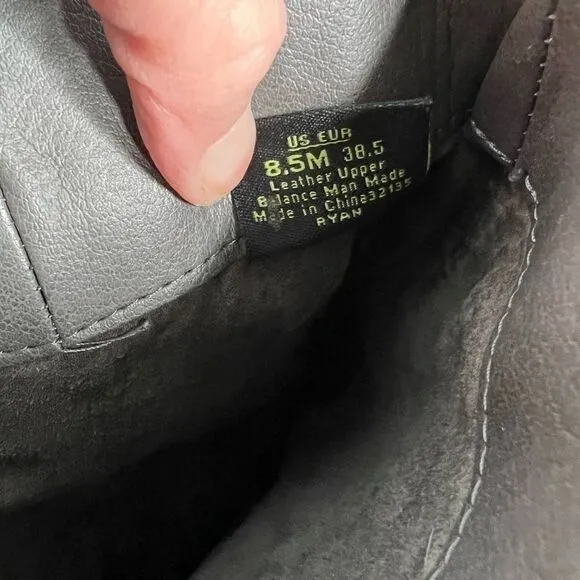 US EUR
8.5M 38.5
Leather Upper
Balance Man Made
Made in China32195
RYAN